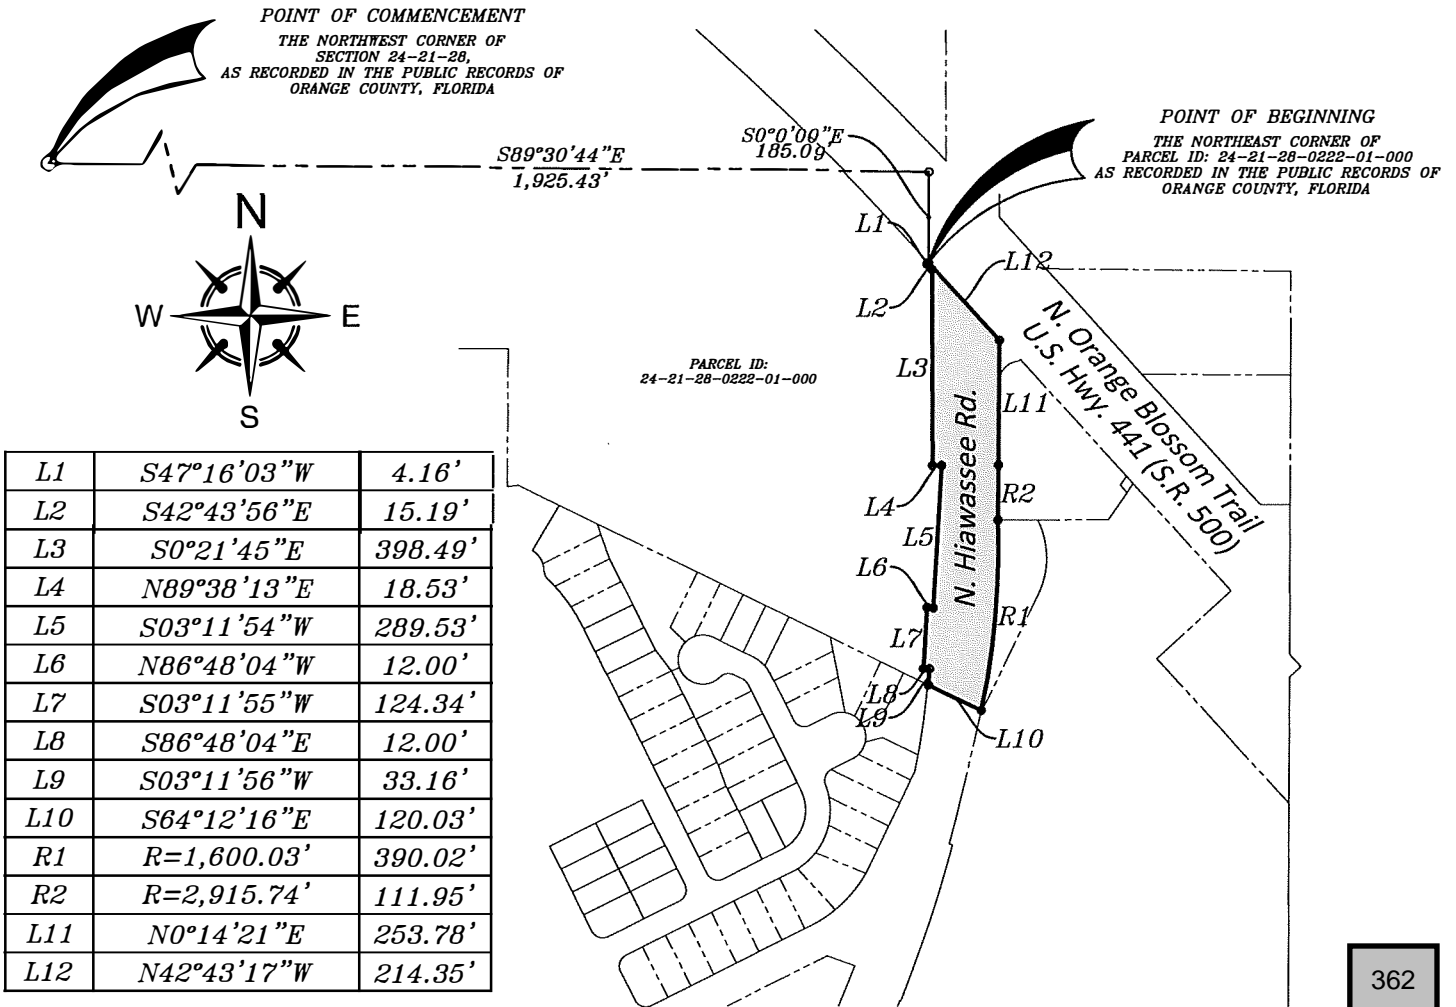 POINT OF COMMENCEMENT
THE NORTHWEST CORNER OF
SECTION 24-21-28,
AS RECORDED IN THE PUBLIC RECORDS OF
ORANGE COUNTY, FLORIDA
POINT OF BEGINNING
THE NORTHEAST CORNER OF
PARCEL ID: 24-21-28-0222-01-000
AS RECORDED IN THE PUBLIC RECORDS OF
ORANGE COUNTY, FLORIDA
S89°30'44"E
1,925.43'
S0°0'00"E
185.09'
N
W
E
S
L1
L2
L3
L4
L5
L6
L7
L8
L9
L10
R1
R2
L11
L12
PARCEL ID:
24-21-28-0222-01-000
N. Hiawassee Rd.
N. Orange Blossom Trail
U.S. Hwy. 441 (S.R. 500)
L1 S47°16'03"W 4.16'
L2 S42°43'56"E 15.19'
L3 S0°21'45"E 398.49'
L4 N89°38'13"E 18.53'
L5 S03°11'54"W 289.53'
L6 N86°48'04"W 12.00'
L7 S03°11'55"W 124.34'
L8 S86°48'04"E 12.00'
L9 S03°11'56"W 33.16'
L10 S64°12'16"E 120.03'
R1 R=1,600.03' 390.02'
R2 R=2,915.74' 111.95'
L11 N0°14'21"E 253.78'
L12 N42°43'17"W 214.35'
362